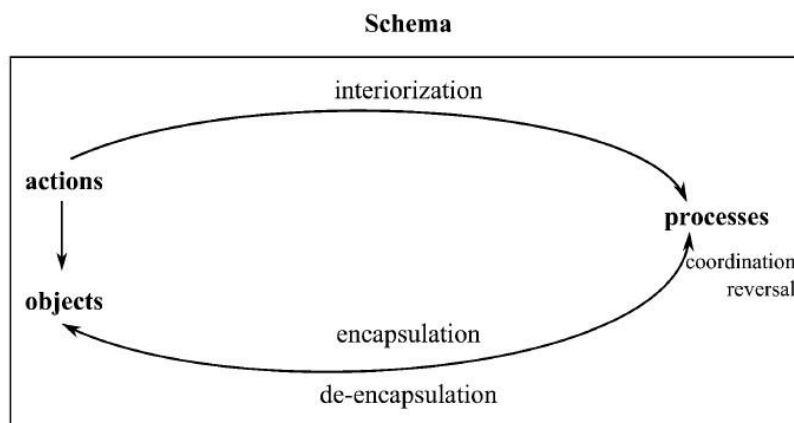 Schema
interiorization
actions
processes
coordination
reversal
objects
encapsulation
de-encapsulation